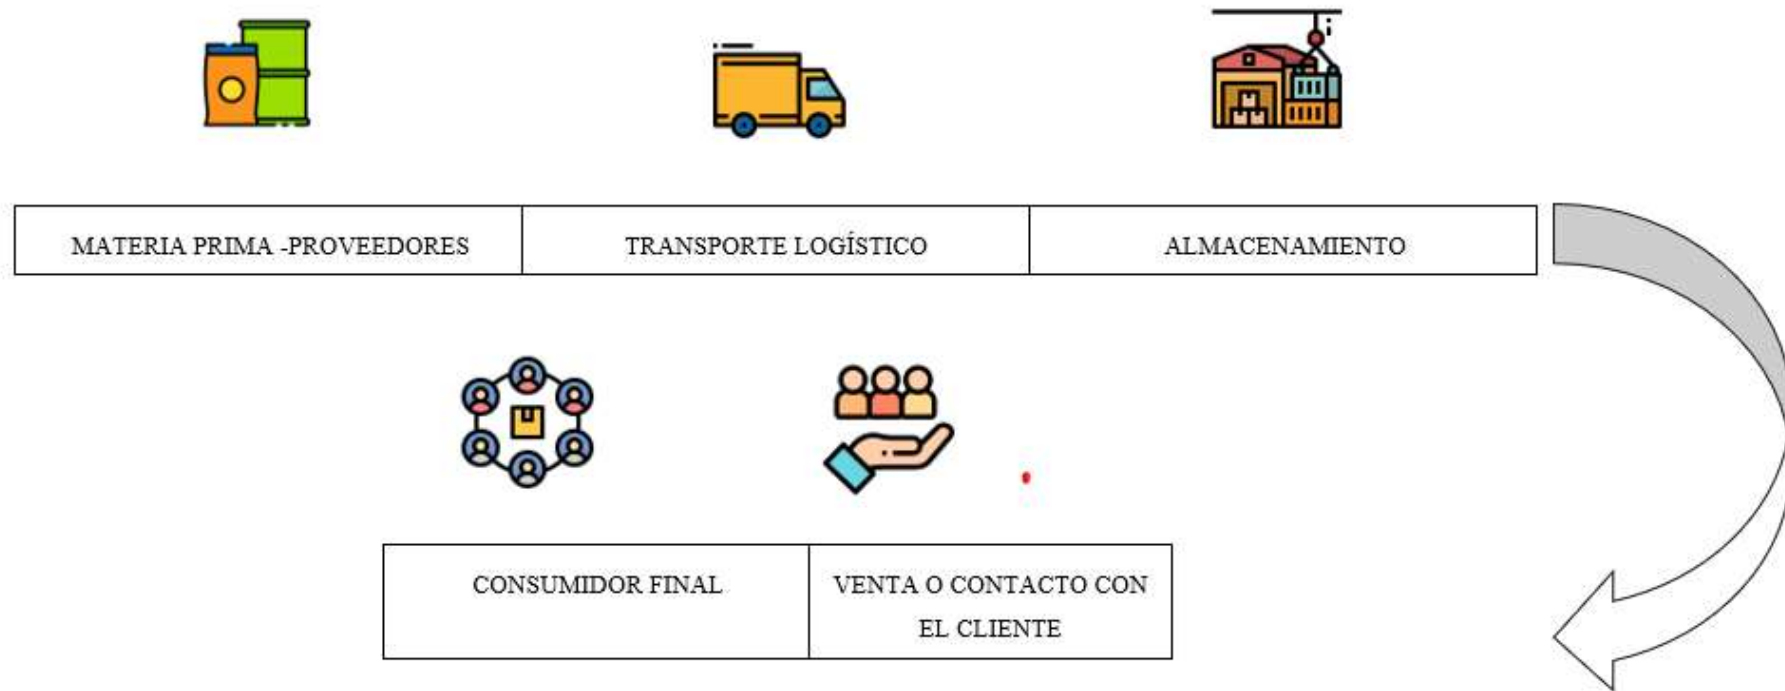 MATERIA PRIMA -PROVEEDORES
TRANSPORTE LOGÍSTICO
ALMACENAMIENTO
CONSUMIDOR FINAL
VENTA O CONTACTO CON
EL CLIENTE